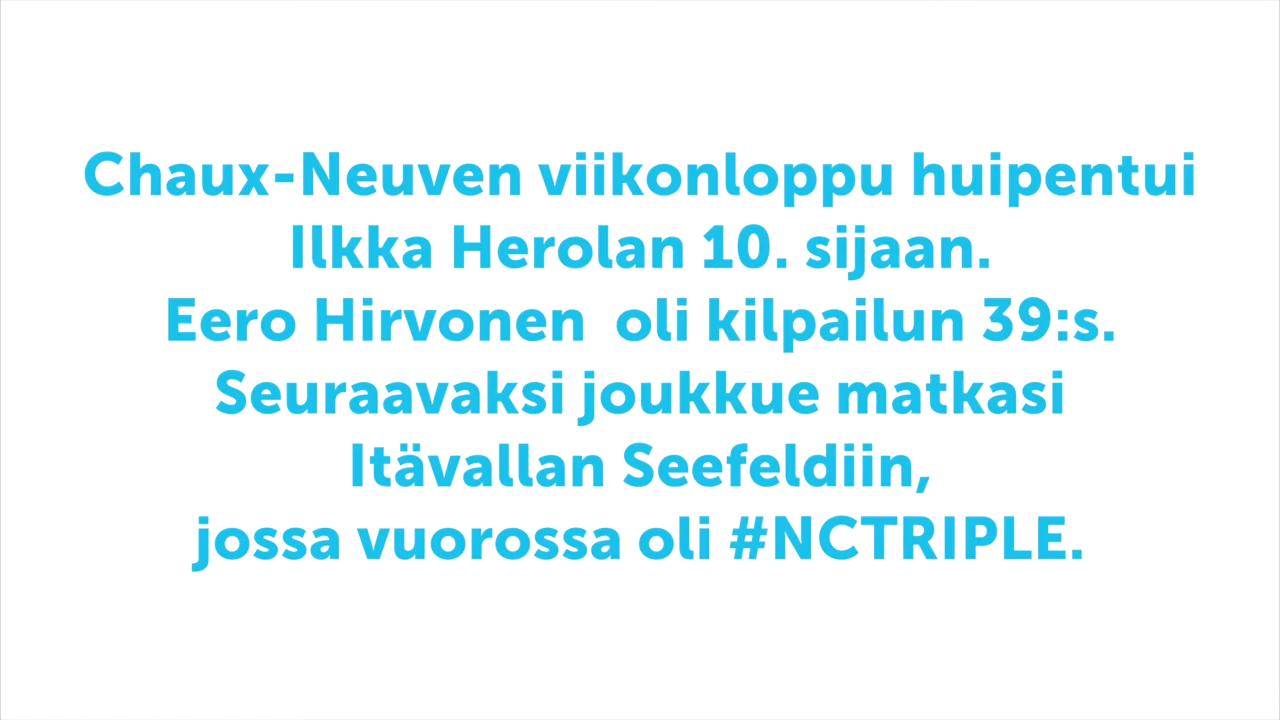 Chaux-Neuven viikonloppu huipentui
Ilkka Herolan 10. sijaan.
Eero Hirvonen  oli kilpailun 39:s.
Seuraavaksi joukkue matkasi
Itävallan Seefeldiin,
jossa vuorossa oli #NCTRIPLE.